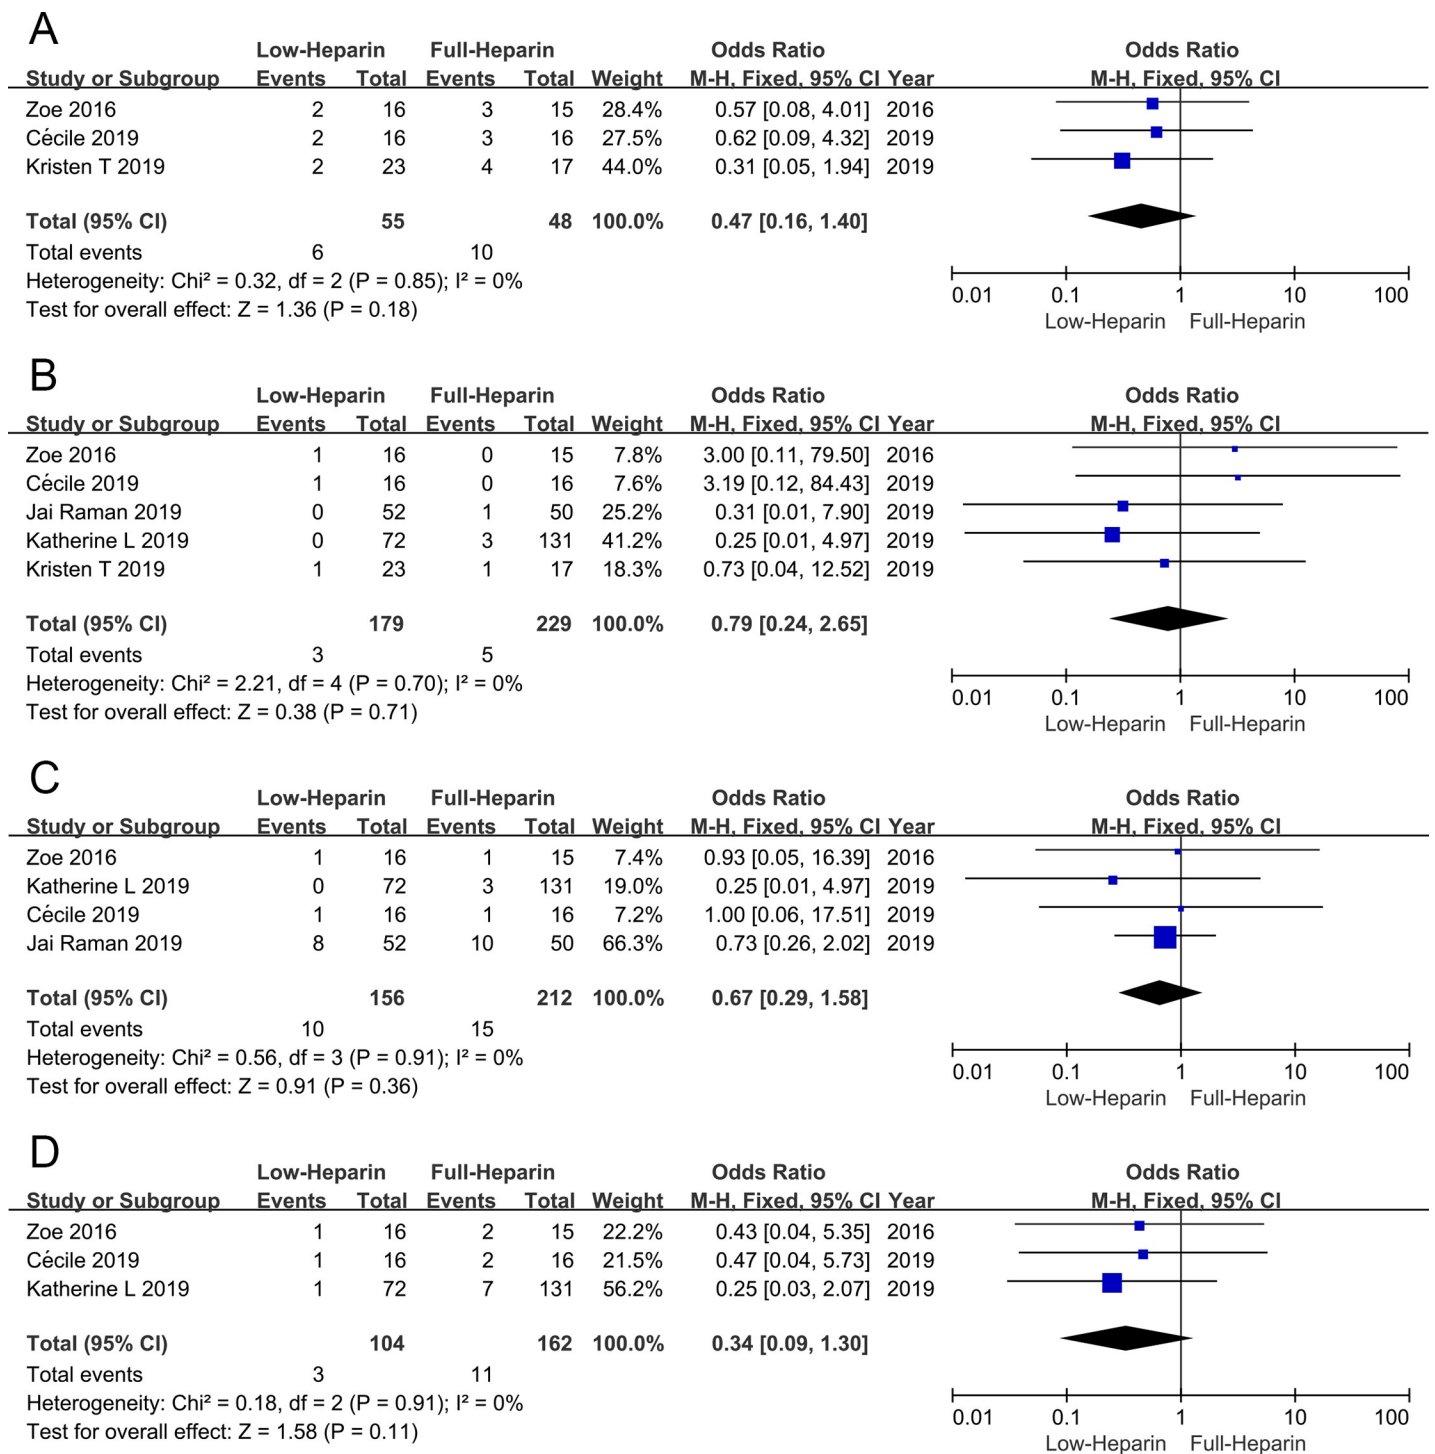 A
Low-Heparin Full-Heparin Odds Ratio Odds Ratio
Study or Subgroup Events Total Events Total Weight M-H, Fixed, 95% CI Year M-H, Fixed, 95% CI
Zoe 2016 2 16 3 15 28.4% 0.57 [0.08, 4.01] 2016
Cécile 2019 2 16 3 16 27.5% 0.62 [0.09, 4.32] 2019
Kristen T 2019 2 23 4 17 44.0% 0.31 [0.05, 1.94] 2019
Total (95% CI) 55 48 100.0% 0.47 [0.16, 1.40]
Total events 6 10
Heterogeneity: Chi² = 0.32, df = 2 (P = 0.85); I² = 0%
Test for overall effect: Z = 1.36 (P = 0.18)
0.01 0.1 1 10 100
Low-Heparin Full-Heparin
B
Low-Heparin Full-Heparin Odds Ratio Odds Ratio
Study or Subgroup Events Total Events Total Weight M-H, Fixed, 95% CI Year M-H, Fixed, 95% CI
Zoe 2016 1 16 0 15 7.8% 3.00 [0.11, 79.50] 2016
Cécile 2019 1 16 0 16 7.6% 3.19 [0.12, 84.43] 2019
Jai Raman 2019 0 52 1 50 25.2% 0.31 [0.01, 7.90] 2019
Katherine L 2019 0 72 3 131 41.2% 0.25 [0.01, 4.97] 2019
Kristen T 2019 1 23 1 17 18.3% 0.73 [0.04, 12.52] 2019
Total (95% CI) 179 229 100.0% 0.79 [0.24, 2.65]
Total events 3 5
Heterogeneity: Chi² = 2.21, df = 4 (P = 0.70); I² = 0%
Test for overall effect: Z = 0.38 (P = 0.71)
0.01 0.1 1 10 100
Low-Heparin Full-Heparin
C
Low-Heparin Full-Heparin Odds Ratio Odds Ratio
Study or Subgroup Events Total Events Total Weight M-H, Fixed, 95% CI Year M-H, Fixed, 95% CI
Zoe 2016 1 16 1 15 7.4% 0.93 [0.05, 16.39] 2016
Katherine L 2019 0 72 3 131 19.0% 0.25 [0.01, 4.97] 2019
Cécile 2019 1 16 1 16 7.2% 1.00 [0.06, 17.51] 2019
Jai Raman 2019 8 52 10 50 66.3% 0.73 [0.26, 2.02] 2019
Total (95% CI) 156 212 100.0% 0.67 [0.29, 1.58]
Total events 10 15
Heterogeneity: Chi² = 0.56, df = 3 (P = 0.91); I² = 0%
Test for overall effect: Z = 0.91 (P = 0.36)
0.01 0.1 1 10 100
Low-Heparin Full-Heparin
D
Low-Heparin Full-Heparin Odds Ratio Odds Ratio
Study or Subgroup Events Total Events Total Weight M-H, Fixed, 95% CI Year M-H, Fixed, 95% CI
Zoe 2016 1 16 2 15 22.2% 0.43 [0.04, 5.35] 2016
Cécile 2019 1 16 2 16 21.5% 0.47 [0.04, 5.73] 2019
Katherine L 2019 1 72 7 131 56.2% 0.25 [0.03, 2.07] 2019
Total (95% CI) 104 162 100.0% 0.34 [0.09, 1.30]
Total events 3 11
Heterogeneity: Chi² = 0.18, df = 2 (P = 0.91); I² = 0%
Test for overall effect: Z = 1.58 (P = 0.11)
0.01 0.1 1 10 100
Low-Heparin Full-Heparin